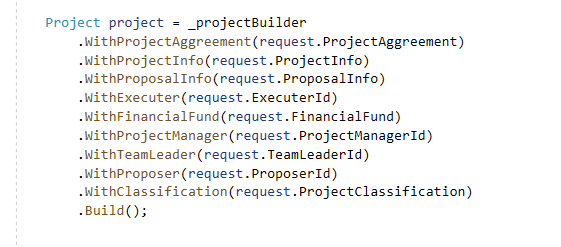 Project project = _projectBuilder
.WithProjectAggreement(request.ProjectAggreement)
.WithProjectInfo(request.ProjectInfo)
.WithProposalInfo(request.ProposalInfo)
.WithExecuter(request.ExecuterId)
.WithFinancialFund(request.FinancialFund)
.WithProjectManager(request.ProjectManagerId)
.WithTeamLeader(request.TeamLeaderId)
.WithProposer(request.ProposerId)
.WithClassification(request.ProjectClassification)
.Build();